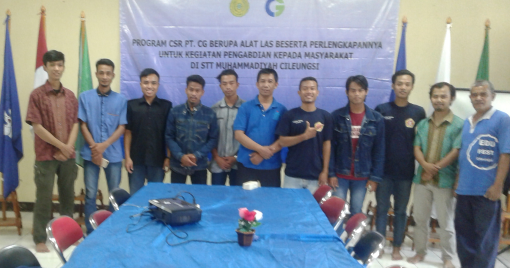 PROGRAM CSR PT. CG BERUPA ALAT LAS BESERTA PERLENGKAPANNYA
UNTUK KEGIATAN PENGABDIAN KEPADA MASYARAKAT
DI STT MUHAMMADIYAH CILEUNGSI